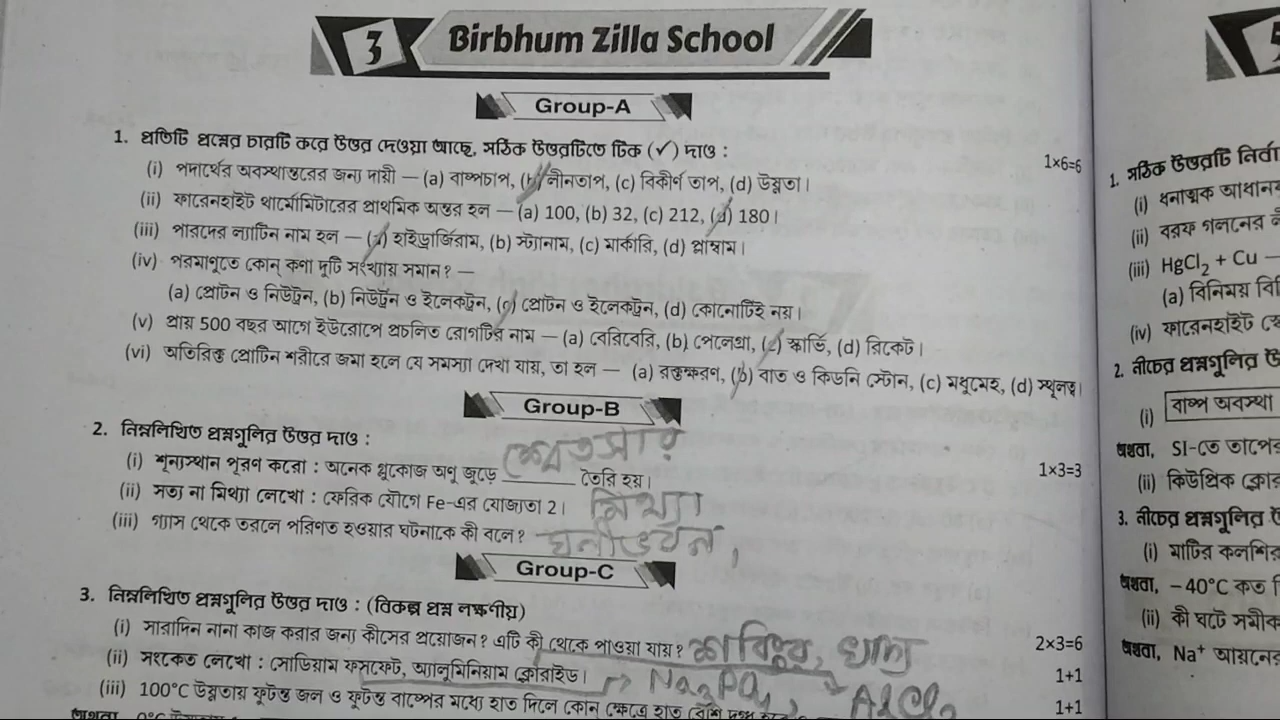 3 Birbhum Zilla School
Group-A
1. প্রতিটি প্রশ্নের চারটি করে উত্তর দেওয়া আছে, সঠিক উত্তরটিতে টিক (✓) দাও : 1×6=6
(i) পদার্থের অবস্থান্তরের জন্য দায়ী — (a) বাষ্পচাপ, (b) লীনতাপ, (c) বিকীর্ণ তাপ, (d) উষ্ণতা।
(ii) ফারেনহাইট থার্মোমিটারের প্রাথমিক অন্তর হল — (a) 100, (b) 32, (c) 212, (d) 180।
(iii) পারদের ল্যাটিন নাম হল — (a) হাইড্রার্জিরাম, (b) স্ট্যানাম, (c) মার্কারি, (d) প্লাম্বাম।
(iv) পরমাণুতে কোন্ কণা দুটি সংখ্যায় সমান? —
(a) প্রোটন ও নিউট্রন, (b) নিউট্রন ও ইলেকট্রন, (c) প্রোটন ও ইলেকট্রন, (d) কোনোটিই নয়।
(v) প্রায় 500 বছর আগে ইউরোপে প্রচলিত রোগটির নাম — (a) বেরিবেরি, (b) পেলেগ্রা, (c) স্কার্ভি, (d) রিকেট।
(vi) অতিরিক্ত প্রোটিন শরীরে জমা হলে যে সমস্যা দেখা যায়, তা হল — (a) রক্তক্ষরণ, (b) বাত ও কিডনি স্টোন, (c) মধুমেহ, (d) স্থূলত্ব।
Group-B
2. নিম্নলিখিত প্রশ্নগুলির উত্তর দাও : 1×3=3
শ্বেতসার
(i) শূন্যস্থান পূরণ করো : অনেক গ্লুকোজ অণু জুড়ে ________ তৈরি হয়।
(ii) সত্য না মিথ্যা লেখো : ফেরিক যৌগে Fe-এর যোজ্যতা 2। মিথ্যা
(iii) গ্যাস থেকে তরলে পরিণত হওয়ার ঘটনাকে কী বলে? ঘনীভবন,
Group-C
3. নিম্নলিখিত প্রশ্নগুলির উত্তর দাও : (বিকল্প প্রশ্ন লক্ষণীয়) 2×3=6
(i) সারাদিন নানা কাজ করার জন্য কীসের প্রয়োজন? এটি কী থেকে পাওয়া যায়? খাদ্য
(ii) সংকেত লেখো : সোডিয়াম ফসফেট, অ্যালুমিনিয়াম ক্লোরাইড। → Na3PO4, → AlCl3 1+1
(iii) 100°C উষ্ণতায় ফুটন্ত জল ও ফুটন্ত বাষ্পের মধ্যে হাত দিলে কোন্ ক্ষেত্রে হাত বেশি 1+1
1. সঠিক উত্তরটি
(i) ধনাত্মক
(ii) বরফ গলনের
(iii) HgCl2 + Cu —
(a) বিনিময়
(iv) ফারেনহাইট
2. নীচের প্রশ্নগুলির
(i) বাষ্প অবস্থা
অথবা, SI-তে
(ii) কিউপ্রিক
3. নীচের প্রশ্নগুলির
(i) মাটির
অথবা, – 40°C কত
(ii) কী ঘটে
অথবা, Na+